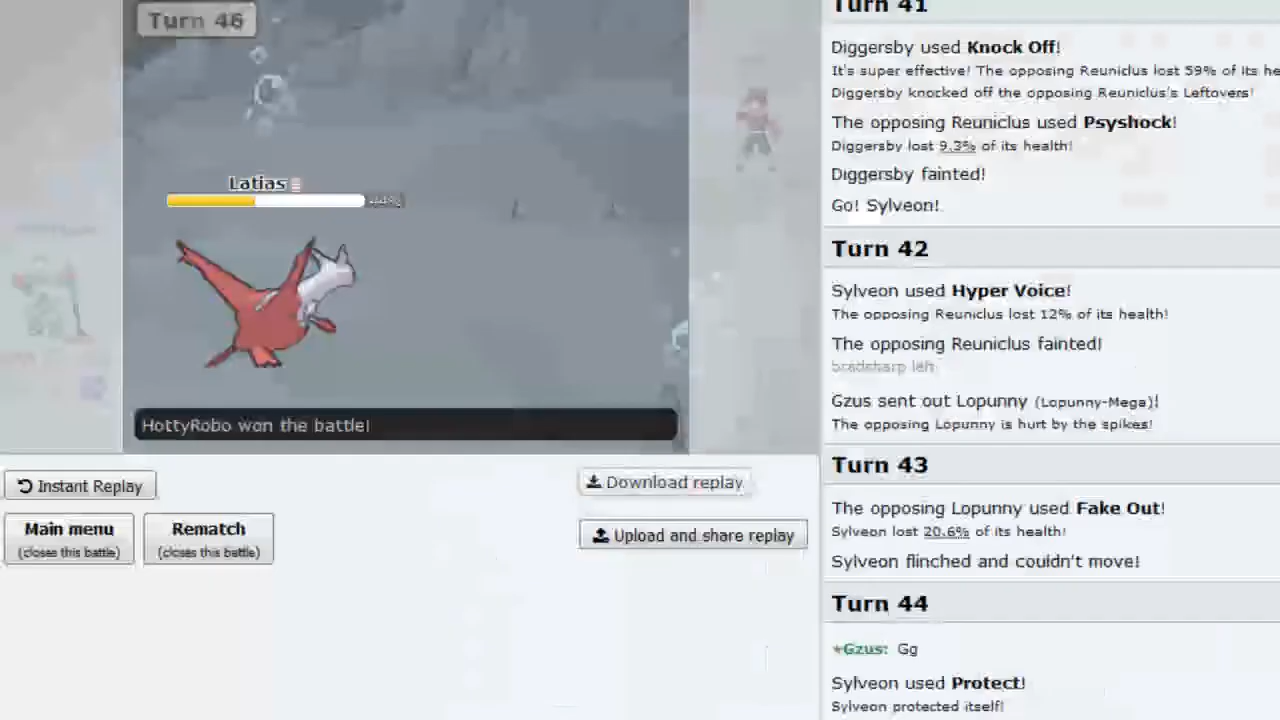 Turn 46
Latias
HottyRobo won the battle!
Instant Replay
Download replay
Main menu
(closes this battle)
Rematch
(closes this battle)
Upload and share replay
Turn 41
Diggersby used Knock Off!
It's super effective! The opposing Reuniclus lost 59% of its he
Diggersby knocked off the opposing Reuniclus's Leftovers!
The opposing Reuniclus used Psyshock!
Diggersby lost 9.3% of its health!
Diggersby fainted!
Go! Sylveon!
Turn 42
Sylveon used Hyper Voice!
The opposing Reuniclus lost 12% of its health!
The opposing Reuniclus fainted!
bradsharp left
Gzus sent out Lopunny (Lopunny-Mega)!
The opposing Lopunny is hurt by the spikes!
Turn 43
The opposing Lopunny used Fake Out!
Sylveon lost 20.6% of its health!
Sylveon flinched and couldn't move!
Turn 44
★Gzus: Gg
Sylveon used Protect!
Sylveon protected itself!